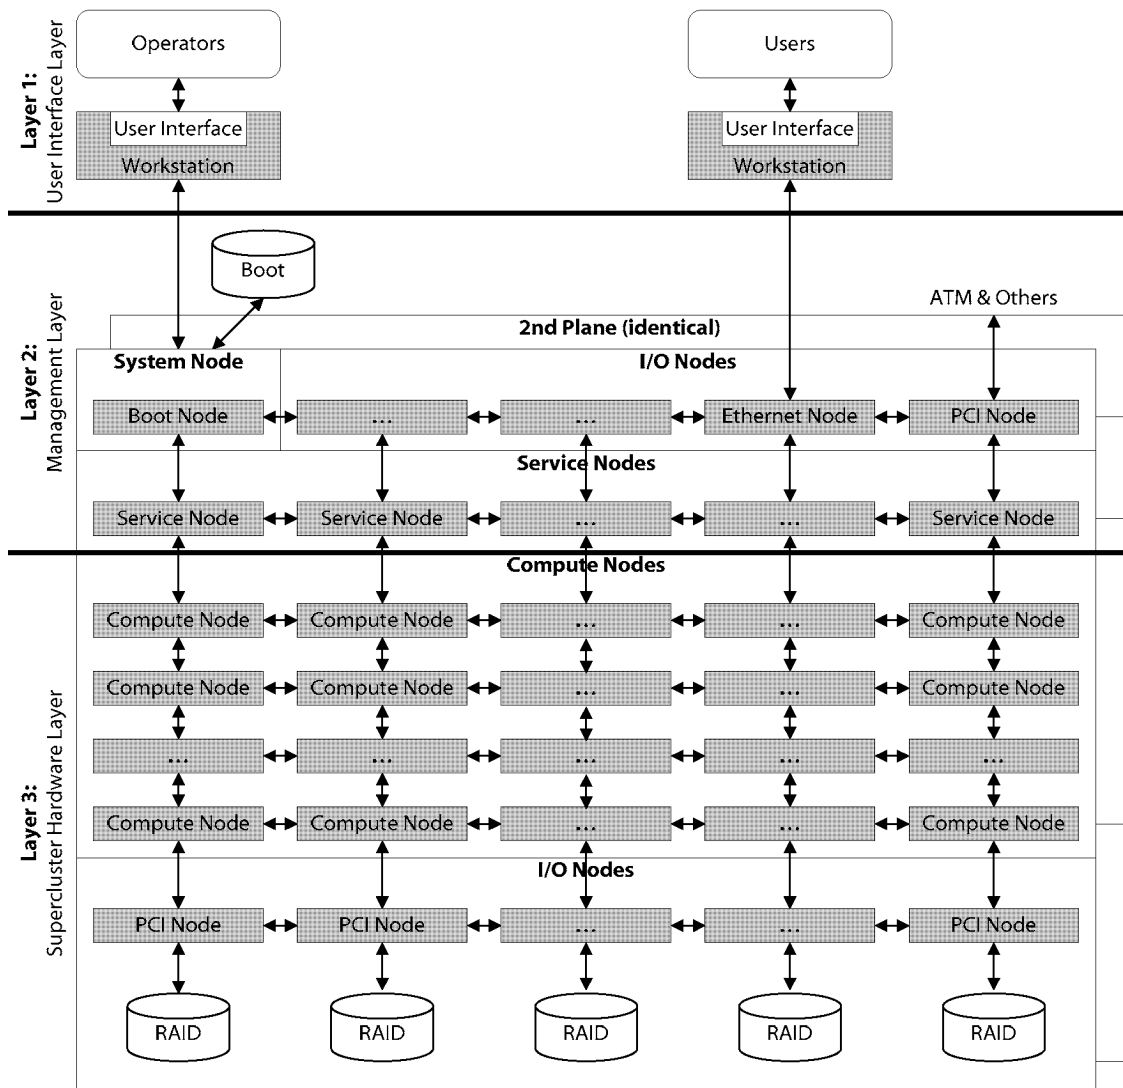 Layer 1:
User Interface Layer
Operators
Users
User Interface
User Interface
Workstation
Workstation
Layer 2:
Management Layer
Boot
ATM & Others
2nd Plane (identical)
System Node
I/O Nodes
Boot Node
...
...
Ethernet Node
PCI Node
Service Nodes
Service Node
Service Node
...
...
Service Node
Layer 3:
Supercluster Hardware Layer
Compute Nodes
Compute Node
Compute Node
...
...
Compute Node
Compute Node
Compute Node
...
...
Compute Node
...
...
...
...
...
Compute Node
Compute Node
...
...
Compute Node
I/O Nodes
PCI Node
PCI Node
...
...
PCI Node
RAID
RAID
RAID
RAID
RAID